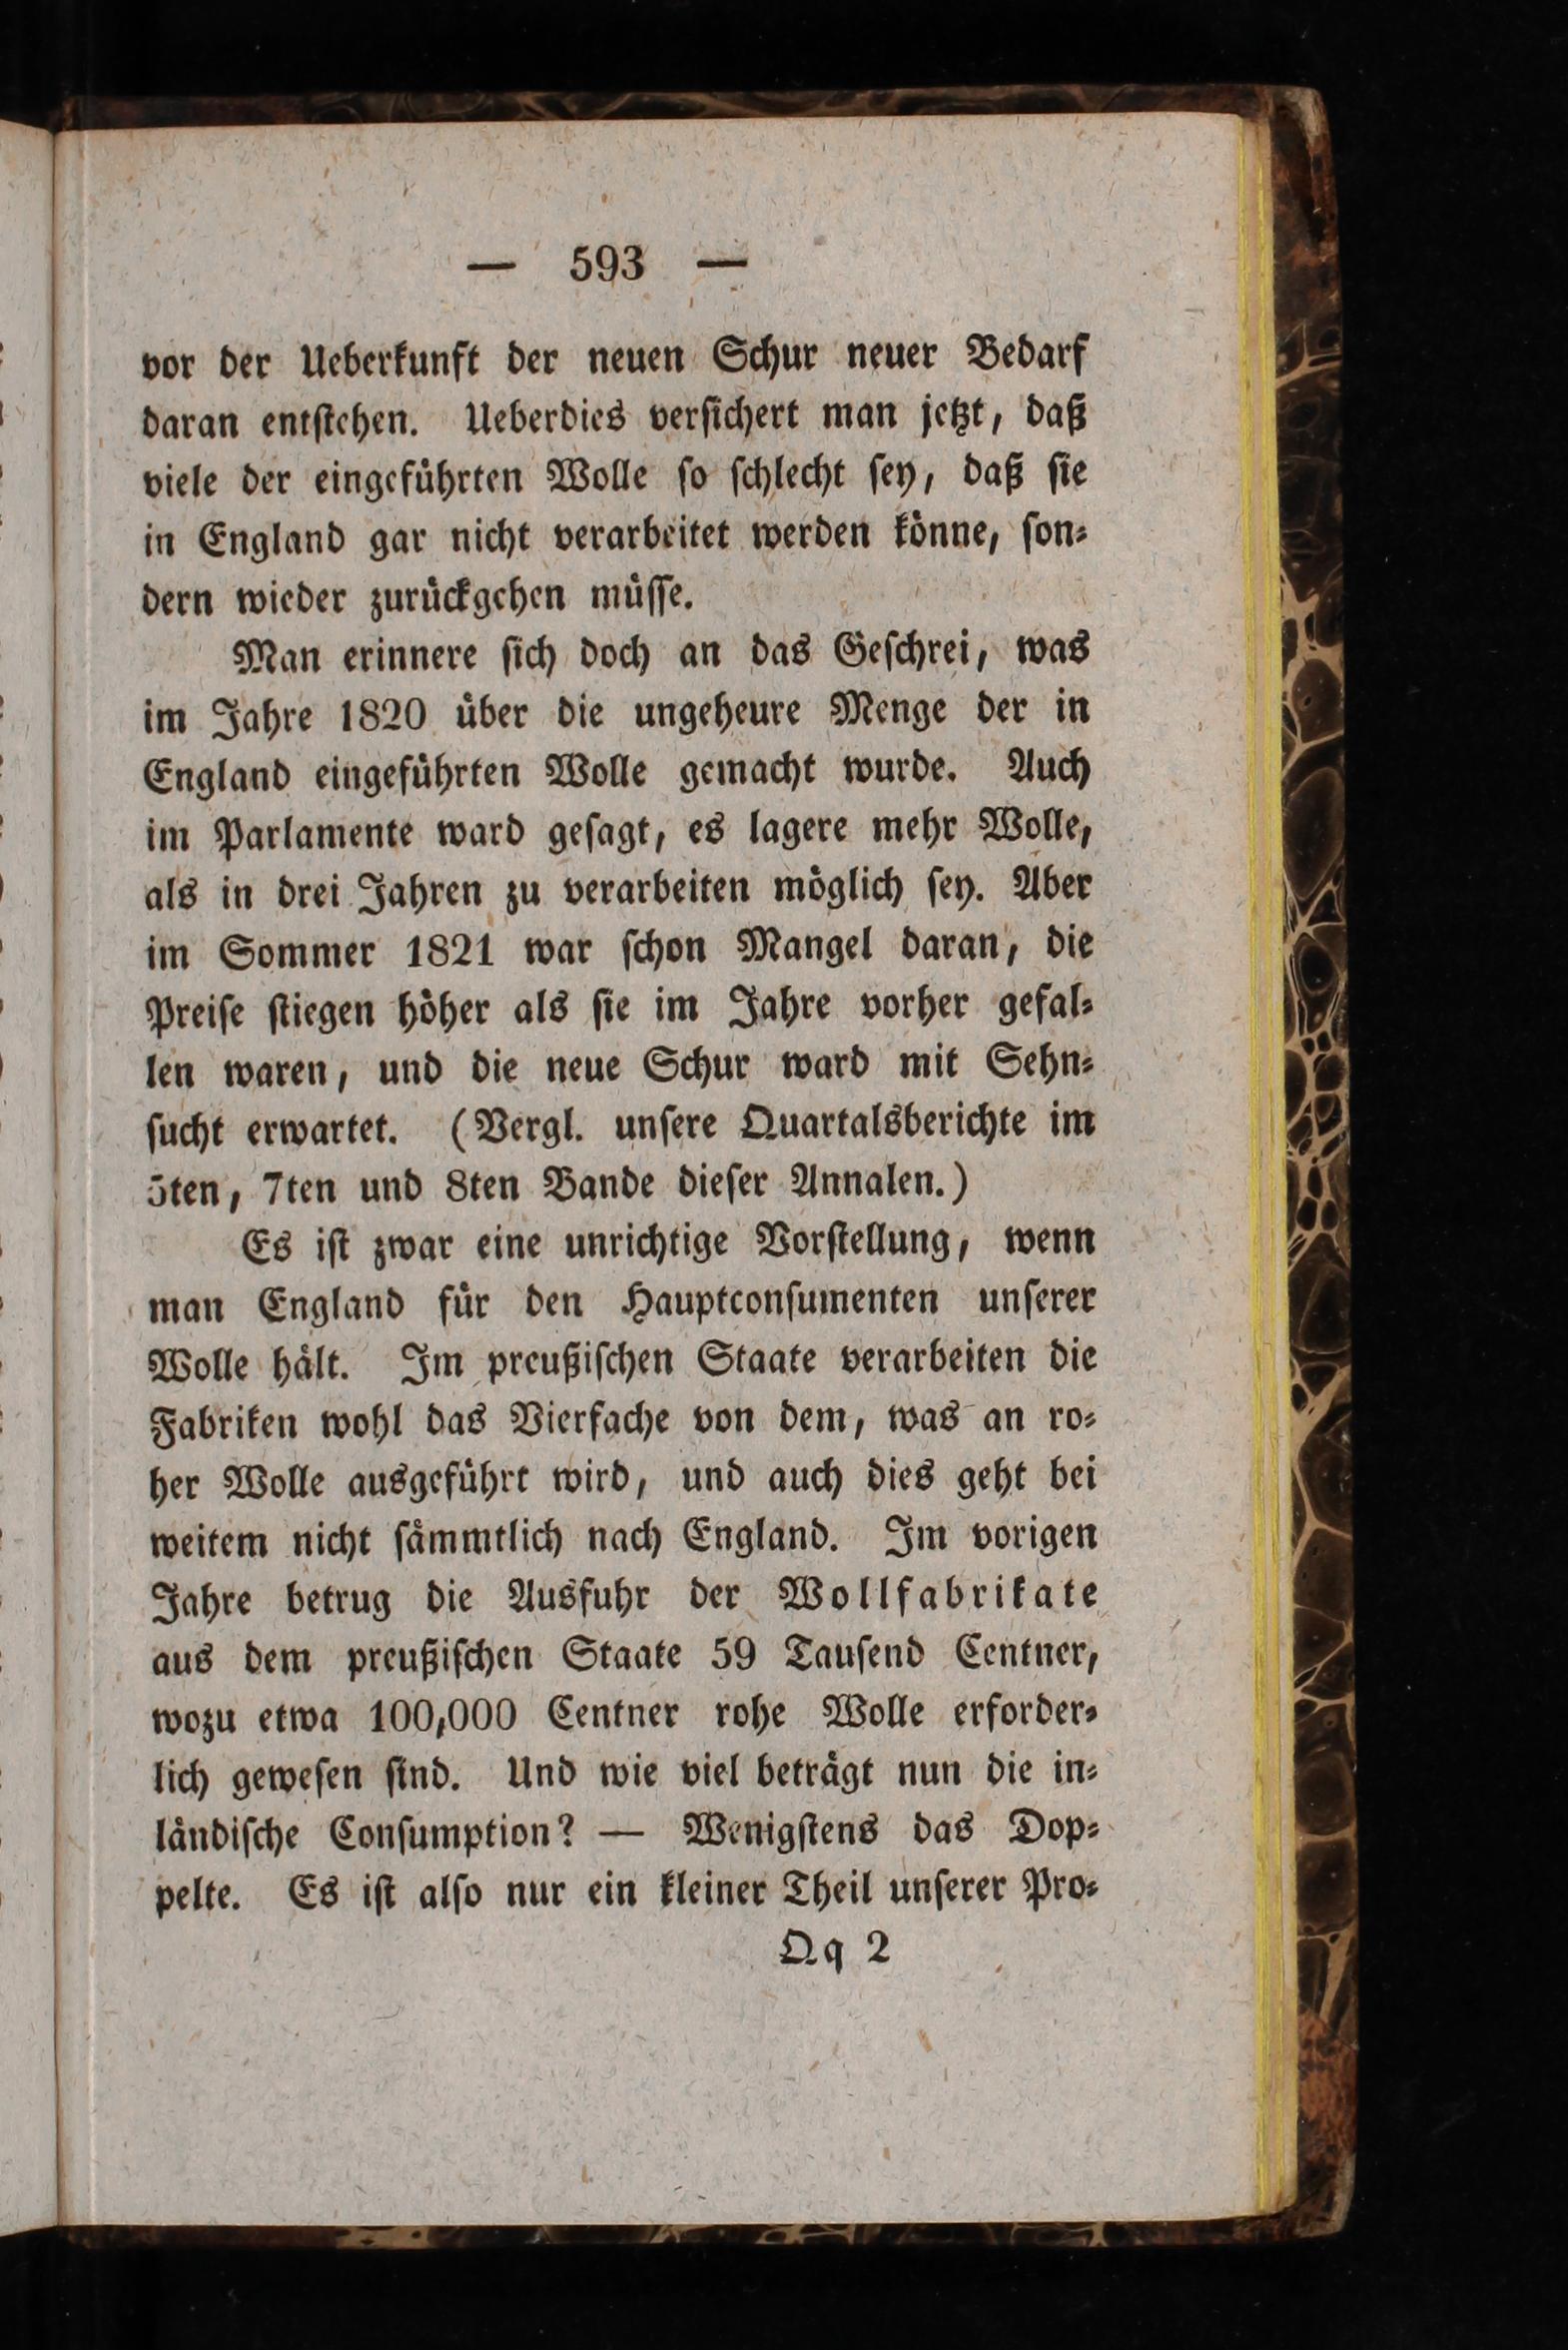 — 593 —
vor der Ueberkunft der neuen Schur neuer Bedarf
daran entſtehen. Ueberdies verſichert man jetzt, daß
viele der eingeführten Wolle ſo ſchlecht ſey, daß ſie
in England gar nicht verarbeitet werden könne, ſon⸗
dern wieder zurückgehen müſſe.
Man erinnere ſich doch an das Geſchrei, was
im Jahre 1820 über die ungeheure Menge der in
England eingeführten Wolle gemacht wurde. Auch
im Parlamente ward geſagt, es lagere mehr Wolle,
als in drei Jahren zu verarbeiten möglich ſey. Aber
im Sommer 1821 war ſchon Mangel daran, die
Preiſe ſtiegen höher als ſie im Jahre vorher gefal⸗
len waren, und die neue Schur ward mit Sehn⸗
ſucht erwartet. (Vergl. unſere Quartalsberichte im
5ten, 7ten und 8ten Bande dieſer Annalen.)
Es iſt zwar eine unrichtige Vorſtellung, wenn
man England für den Hauptconſumenten unſerer
Wolle hält. Im preußiſchen Staate verarbeiten die
Fabriken wohl das Vierfache von dem, was an ro⸗
her Wolle ausgeführt wird, und auch dies geht bei
weitem nicht ſämmtlich nach England. Im vorigen
Jahre betrug die Ausfuhr der Wollfabrikate
aus dem preußiſchen Staate 59 Tauſend Centner,
wozu etwa 100,000 Centner rohe Wolle erforder⸗
lich geweſen ſind. Und wie viel beträgt nun die in⸗
ländiſche Conſumption? — Wenigſtens das Dop⸗
pelte. Es iſt alſo nur ein kleiner Theil unſerer Pro⸗
Qq 2